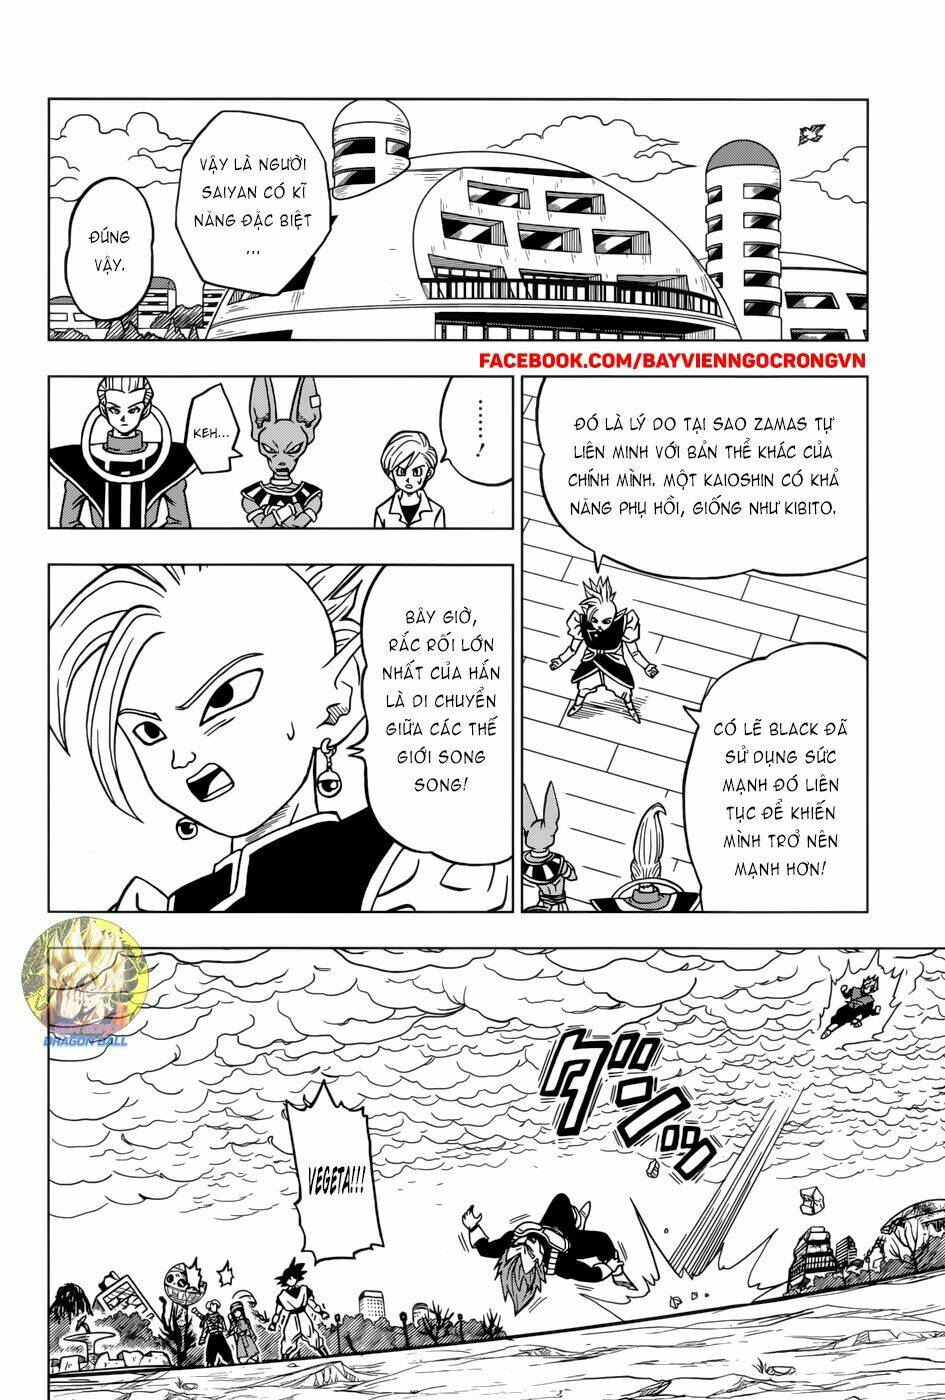 VẬY LÀ NGƯỜI
SAIYAN CÓ KĨ
NĂNG ĐẶC BIỆT
...
ĐÚNG
VẬY.
FACEBOOK.COM/BAYVIENNGOCRONGVN
KEH...
......
ĐÓ LÀ LÝ DO TẠI SAO ZAMAS TỰ
LIÊN MINH VỚI BẢN THỂ KHÁC CỦA
CHÍNH MÌNH. MỘT KAIOSHIN CÓ KHẢ
NĂNG PHỤ HỒI, GIỐNG NHƯ KIBITO.
CÓ LẼ BLACK ĐÃ
SỬ DỤNG SỨC
MẠNH ĐÓ LIÊN
TỤC ĐỂ KHIẾN
MÌNH TRỞ NÊN
MẠNH HƠN!
BÂY GIỜ,
RẮC RỐI LỚN
NHẤT CỦA HẮN
LÀ DI CHUYỂN
GIỮA CÁC THẾ
GIỚI SONG
SONG!
DRAGON BALL
ダンッ
VEGETA!!!